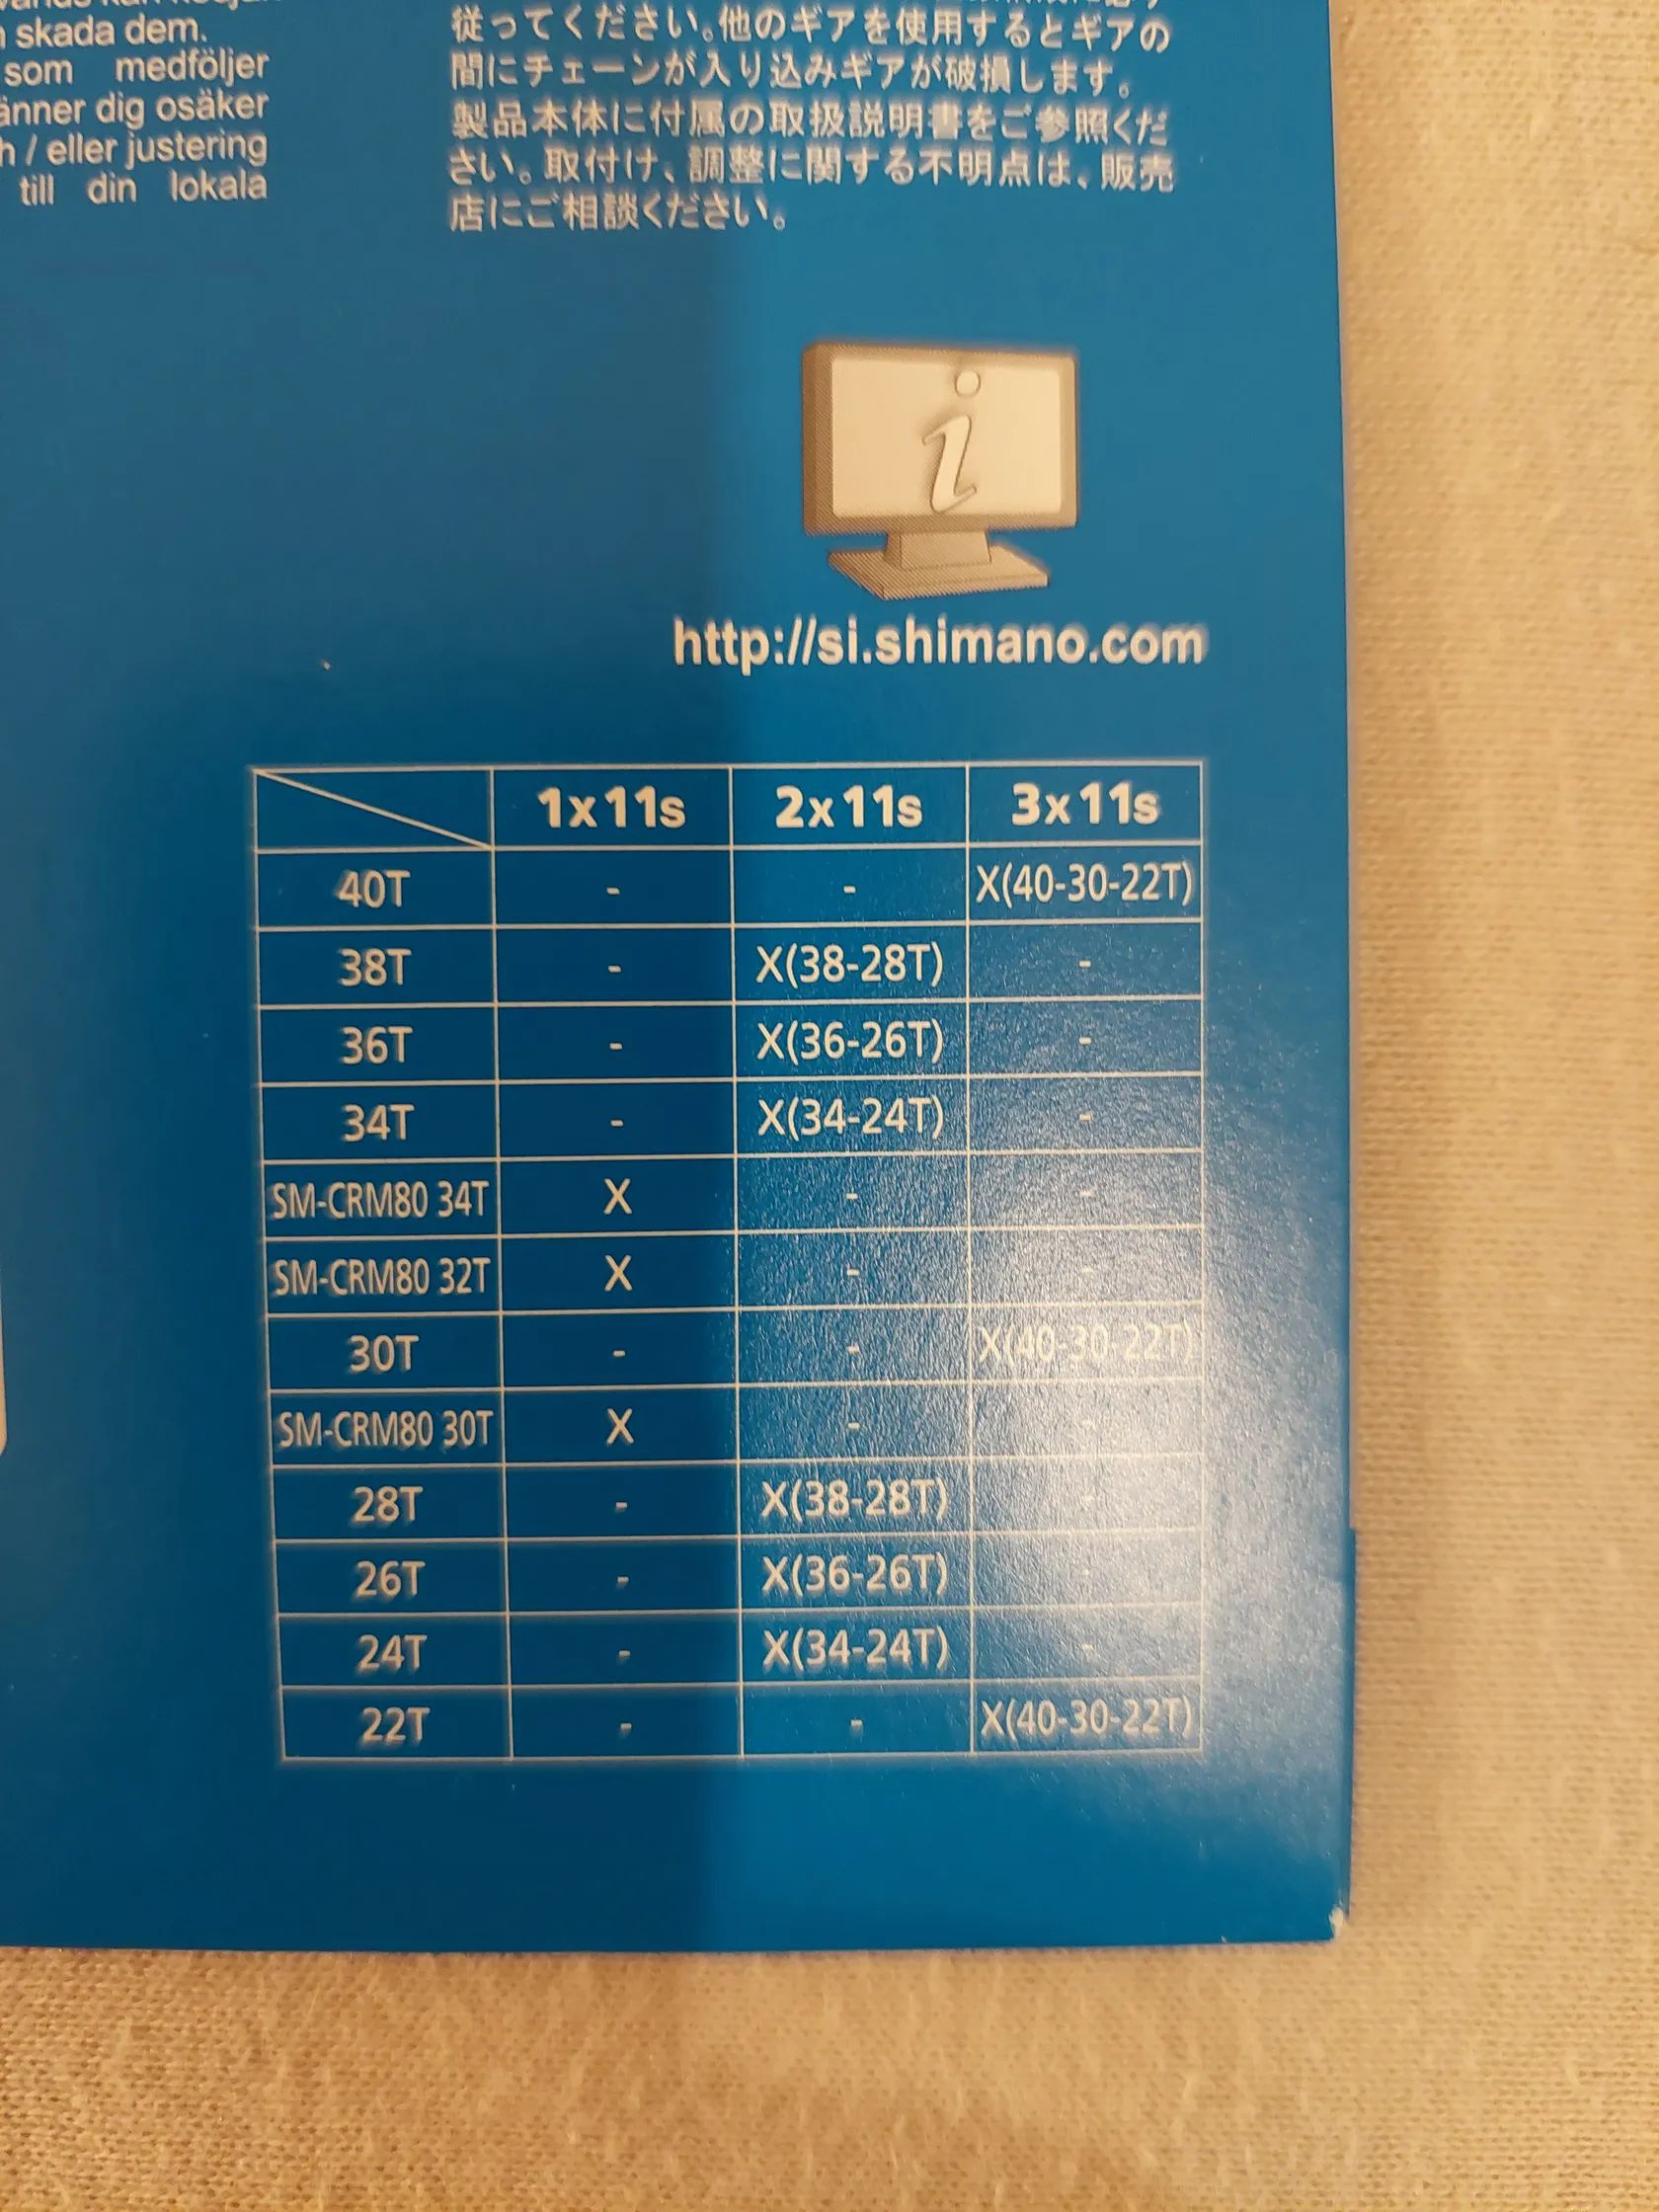 skada dem.
som medföljer
dig osäker
/ eller justering
till din lokala
従ってください。他のギアを使用するとギアの
間にチェーンが入り込みギアが破損します。
製品本体に付属の取扱説明書をご参照くだ
さい。取付け、調整に関する不明点は、販売
店にご相談ください。
i
http://si.shimano.com
1x11s 2x11s 3x11s
40T - - X(40-30-22T)
38T - X(38-28T) -
36T - X(36-26T) -
34T - X(34-24T) -
SM-CRM80 34T X - -
SM-CRM80 32T X - -
30T - - X(40-30-22T)
SM-CRM80 30T X - -
28T - X(38-28T) -
26T - X(36-26T) -
24T - X(34-24T) -
22T - - X(40-30-22T)